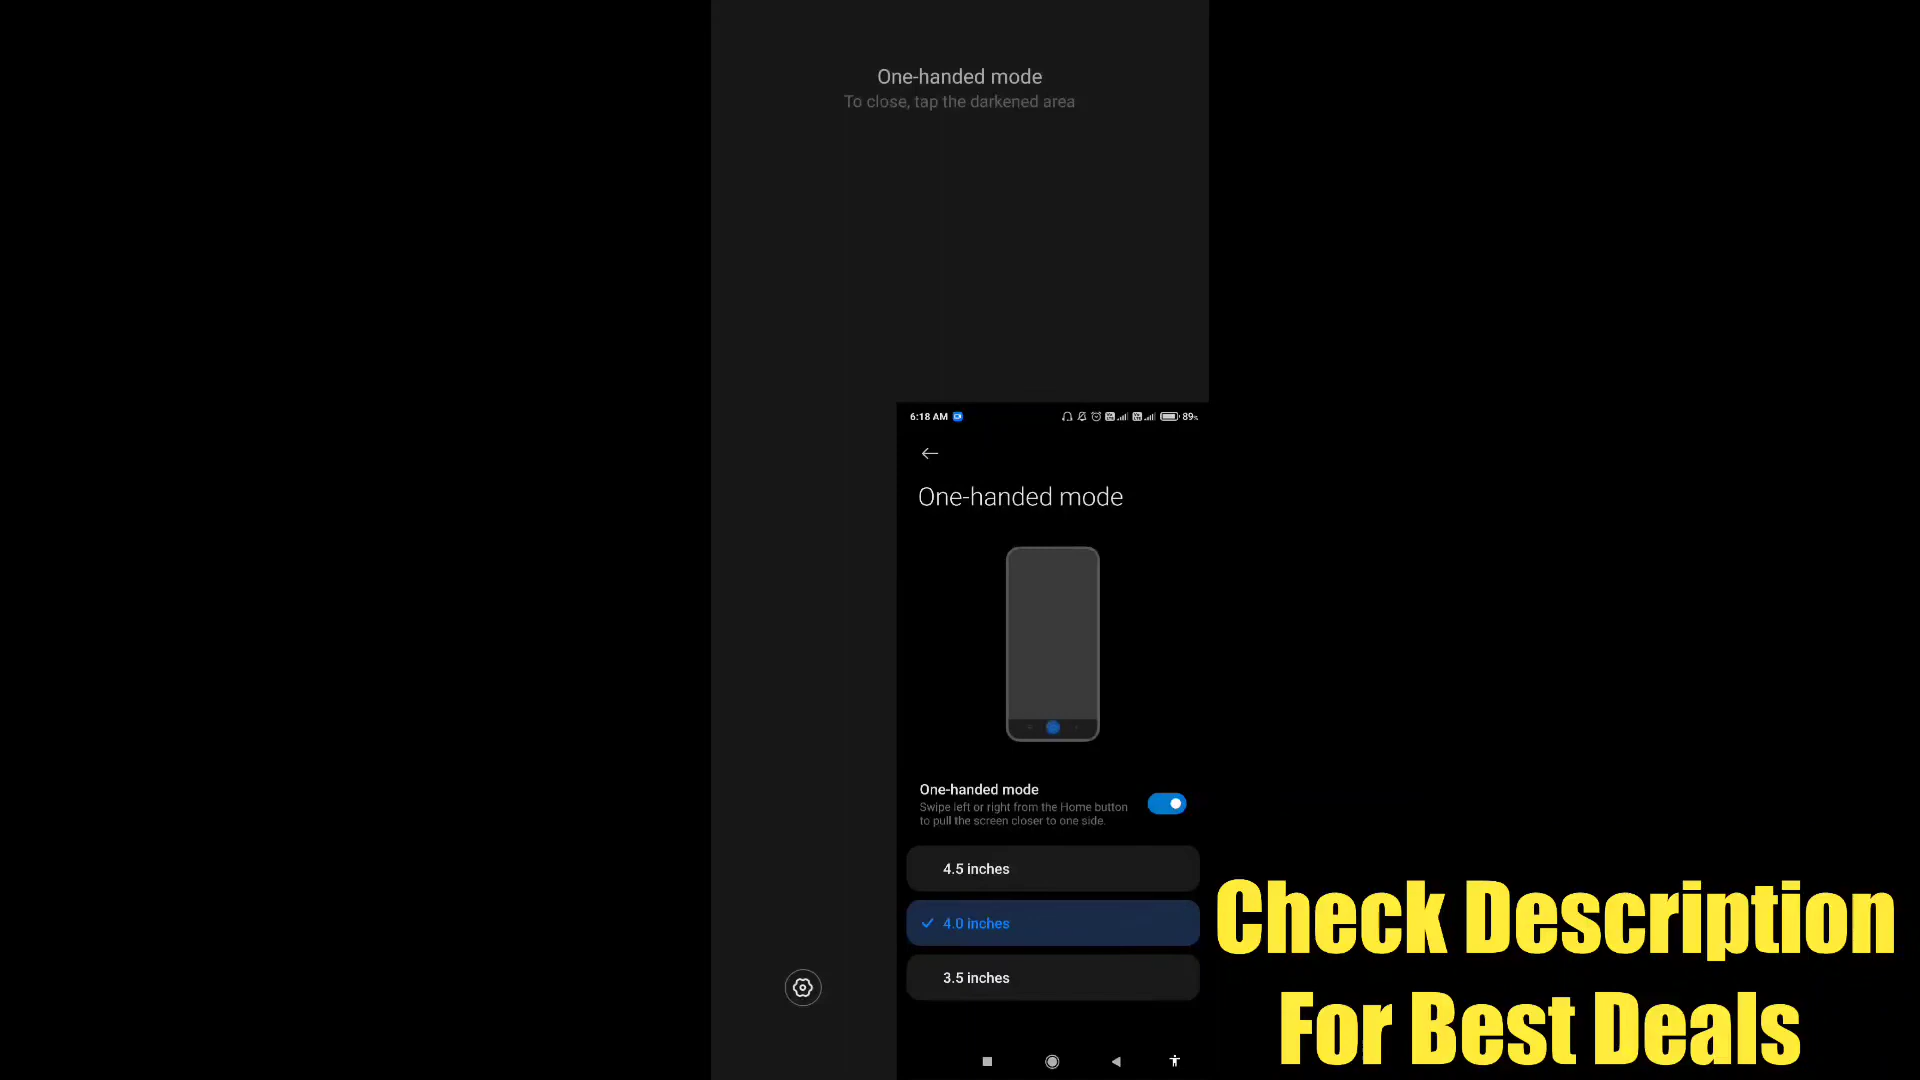 One-handed mode
To close, tap the darkened area
6:18 AM
89%
One-handed mode
One-handed mode
Swipe left or right from the Home button
to pull the screen closer to one side.
4.5 inches
4.0 inches
3.5 inches
Check Description
For Best Deals